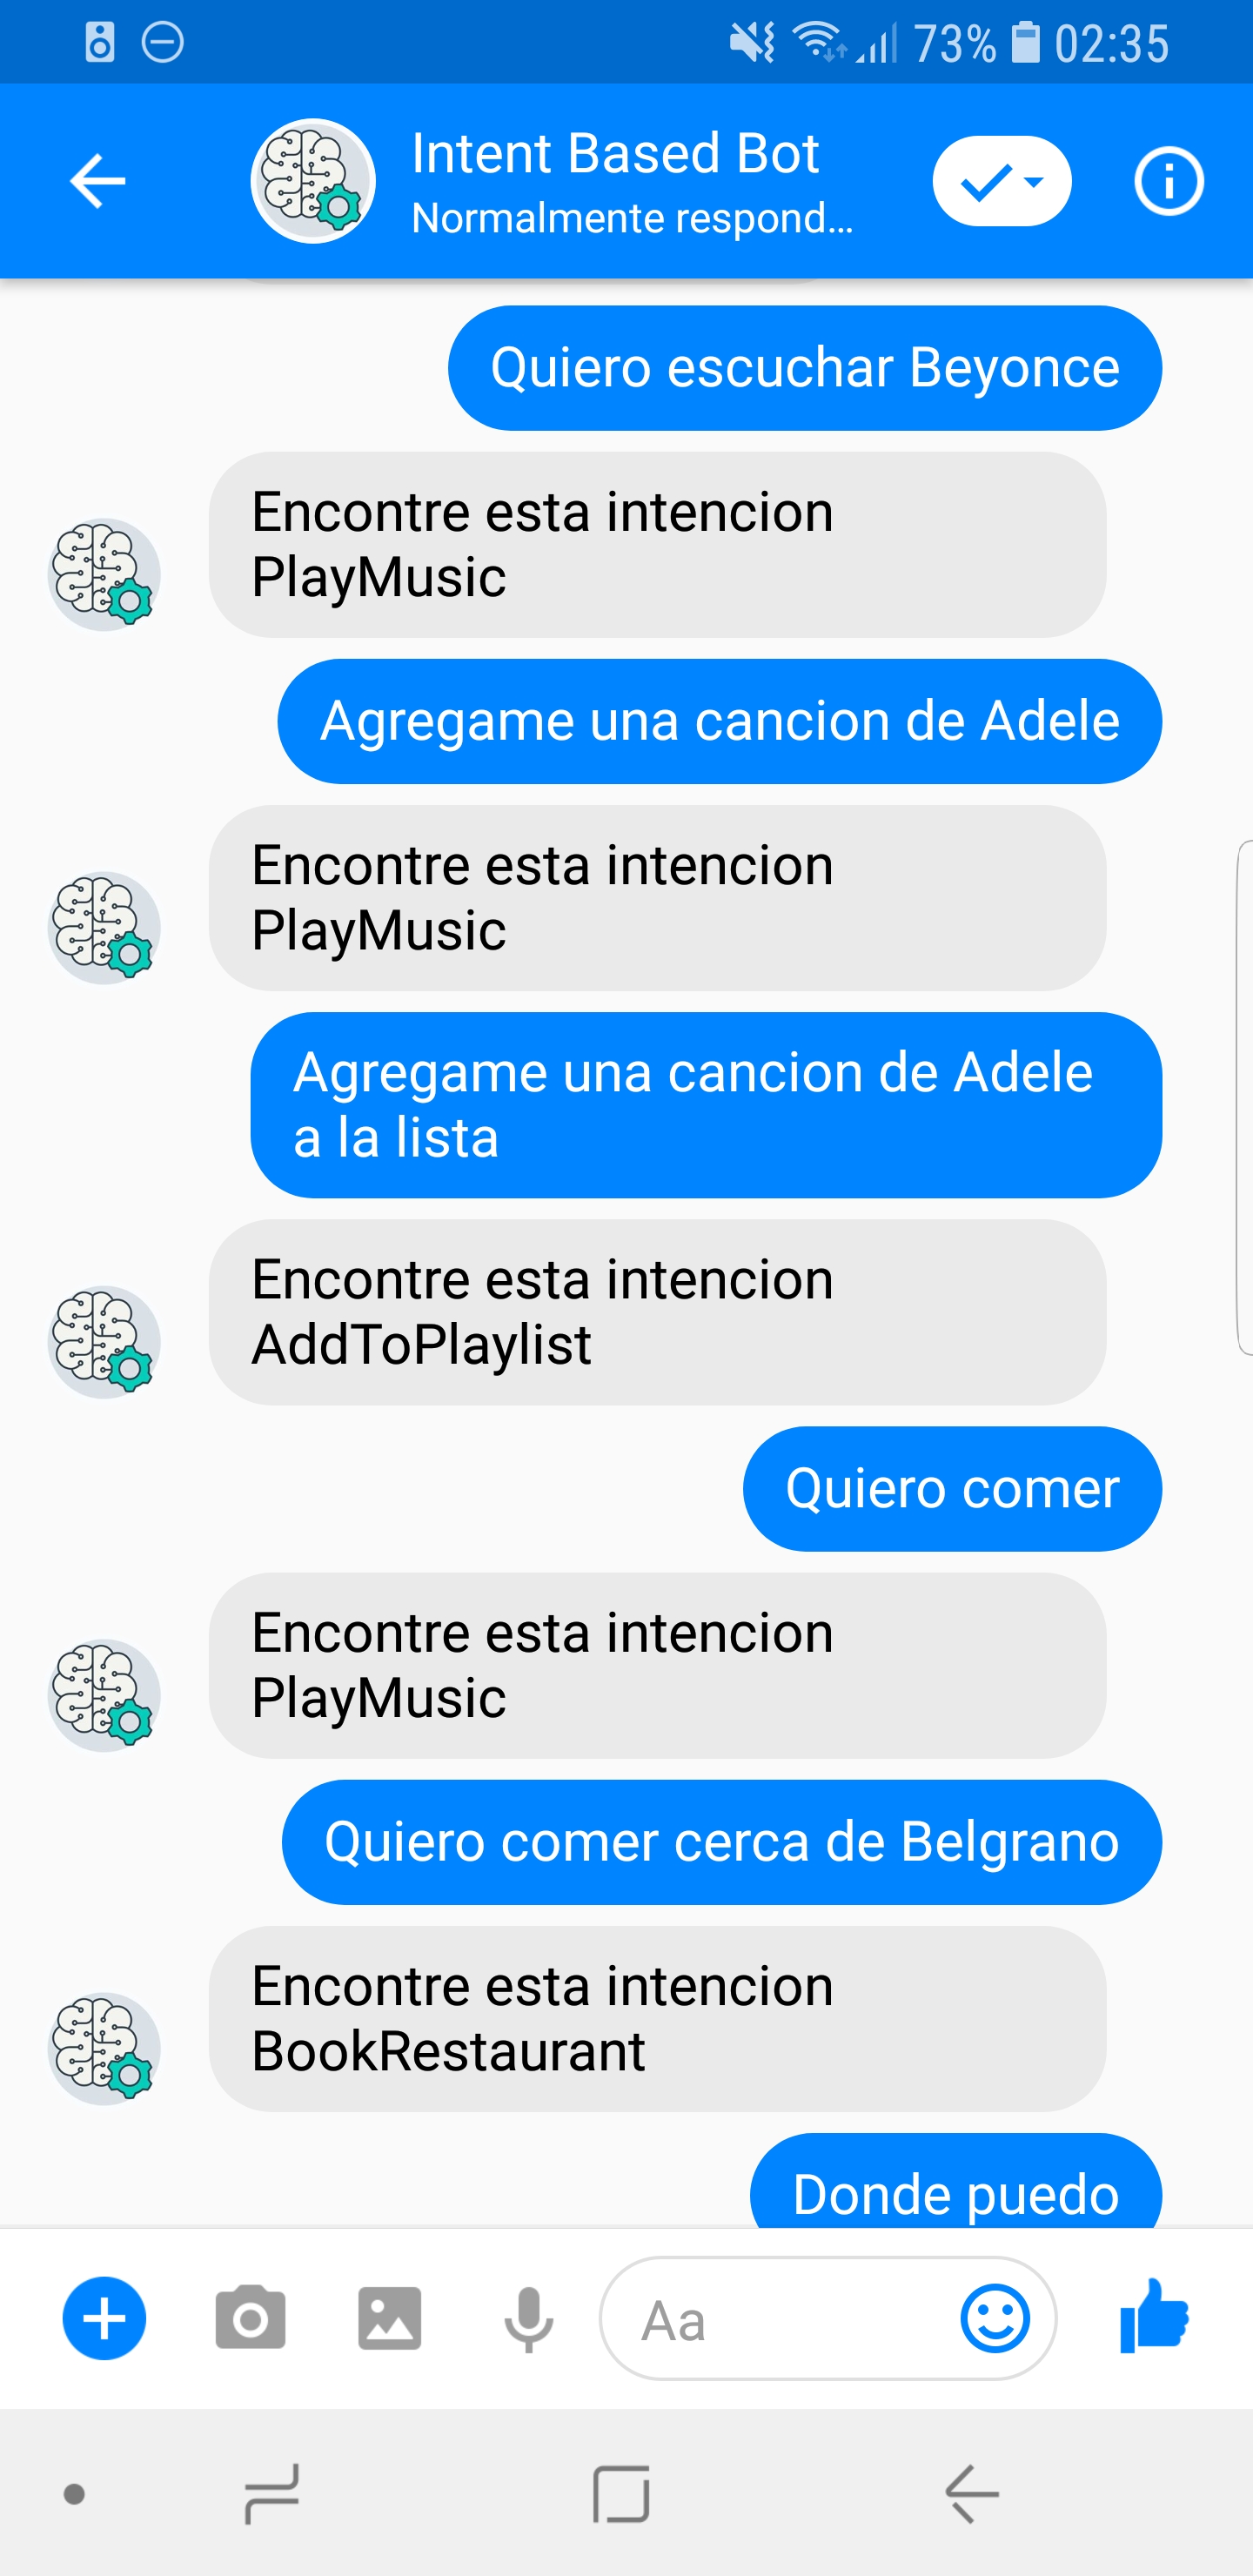 73% 02:35
Intent Based Bot
Normalmente respond...
Quiero escuchar Beyonce
Encontre esta intencion
PlayMusic
Agregame una cancion de Adele
Encontre esta intencion
PlayMusic
Agregame una cancion de Adele
a la lista
Encontre esta intencion
AddToPlaylist
Quiero comer
Encontre esta intencion
PlayMusic
Quiero comer cerca de Belgrano
Encontre esta intencion
BookRestaurant
Donde puedo
Aa